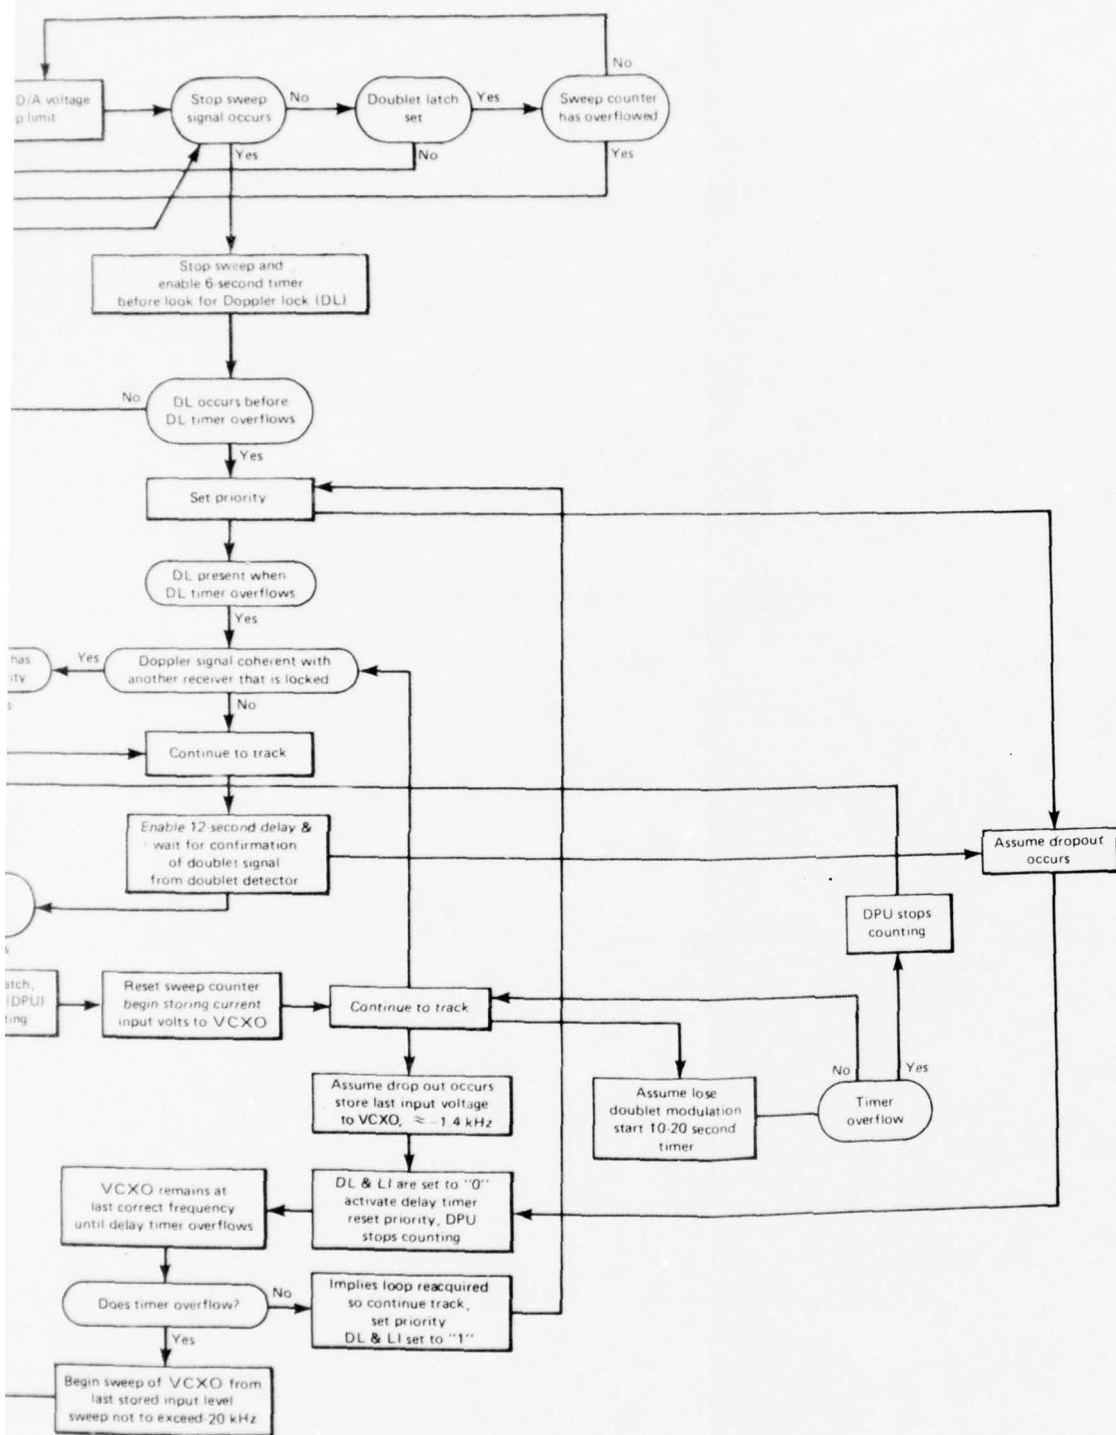 No
D/A voltage
p limit
Stop sweep
signal occurs
No
Doublet latch
set
Yes
Sweep counter
has overflowed
Yes
No
Yes
Stop sweep and
enable 6-second timer
before look for Doppler lock (DL)
No
DL occurs before
DL timer overflows
Yes
Set priority
DL present when
DL timer overflows
Yes
has
ity
s
Yes
Doppler signal coherent with
another receiver that is locked
No
Continue to track
Enable 12-second delay &
wait for confirmation
of doublet signal
from doublet detector
Assume dropout
occurs
s
DPU stops
counting
atch,
(DPU)
ting
Reset sweep counter
begin storing current
input volts to VCXO
Continue to track
No
Yes
Assume drop out occurs
store last input voltage
to VCXO, ≈ -1.4 kHz
Assume lose
doublet modulation
start 10-20 second
timer
Timer
overflow
VCXO remains at
last correct frequency
until delay timer overflows
DL & LI are set to "0"
activate delay timer
reset priority, DPU
stops counting
Does timer overflow?
No
Implies loop reacquired
so continue track,
set priority
DL & LI set to "1"
Yes
Begin sweep of VCXO from
last stored input level
sweep not to exceed 20 kHz